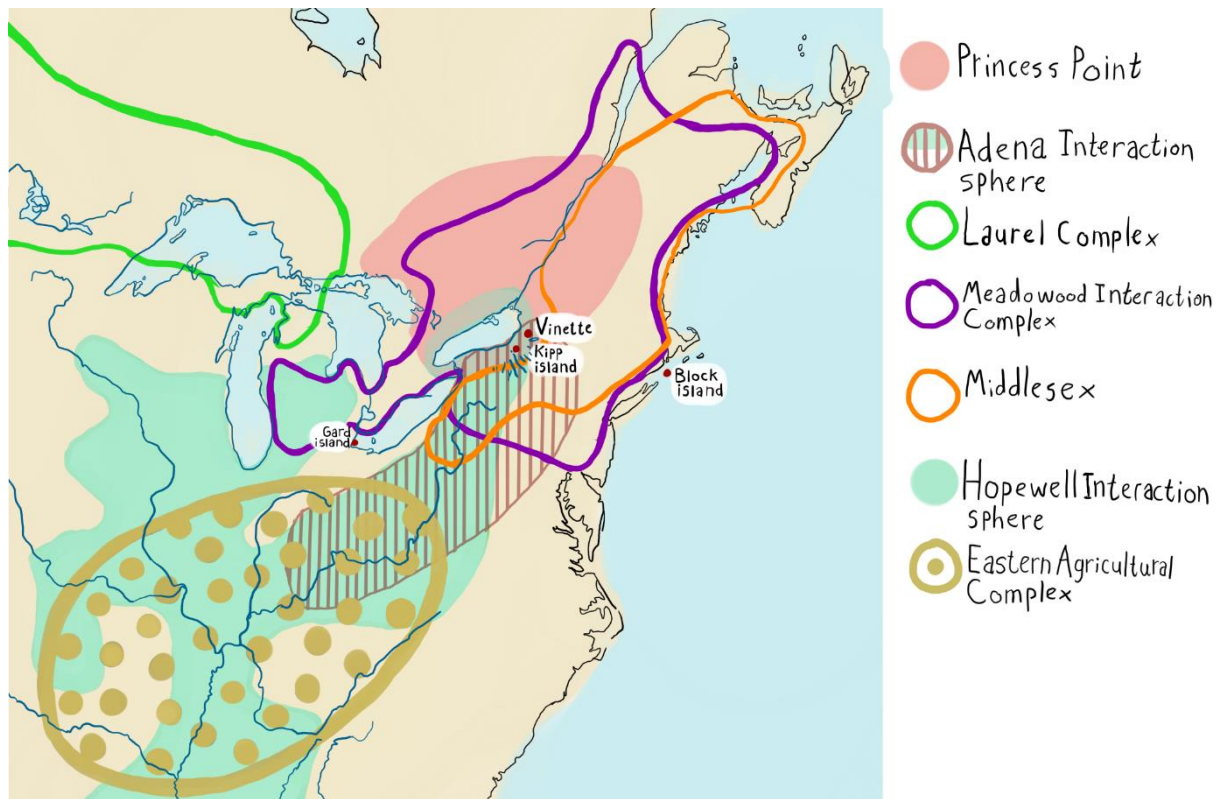 Princess Point
Adena Interaction
sphere
Laurel Complex
Meadowood Interaction
Complex
Middlesex
Hopewell Interaction
sphere
Eastern Agricultural
Complex
Vinette
Kipp
island
Block
island
Gard
island